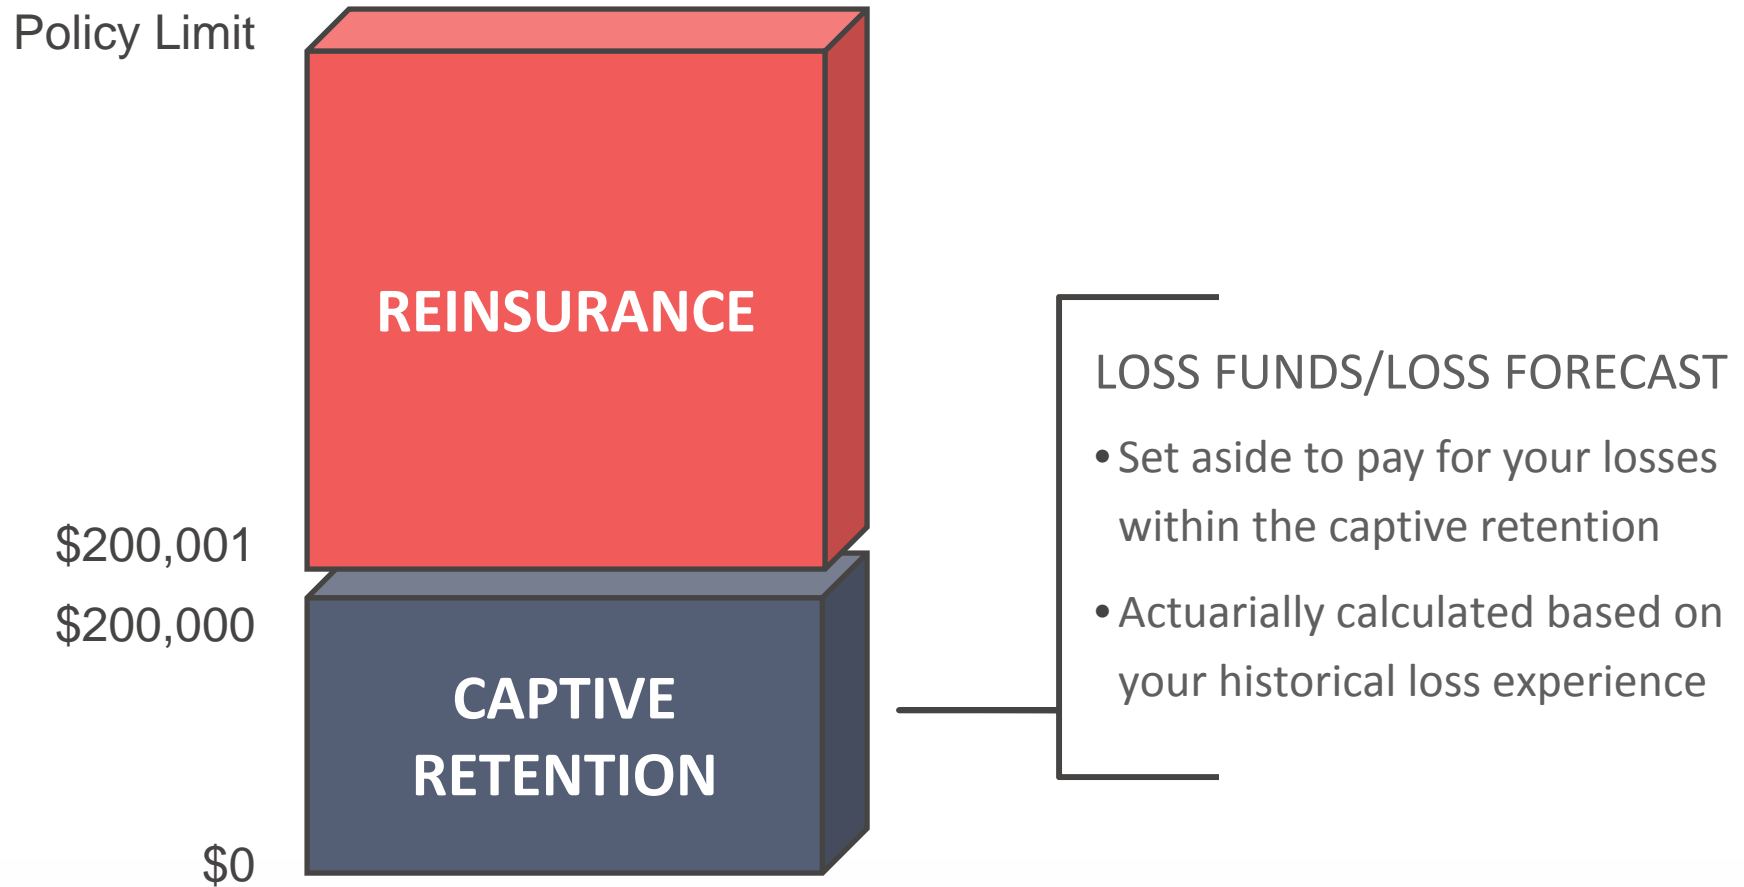 Policy Limit
REINSURANCE
$200,001
$200,000
CAPTIVE
RETENTION
$0
LOSS FUNDS/LOSS FORECAST
• Set aside to pay for your losses
within the captive retention
• Actuarially calculated based on
your historical loss experience